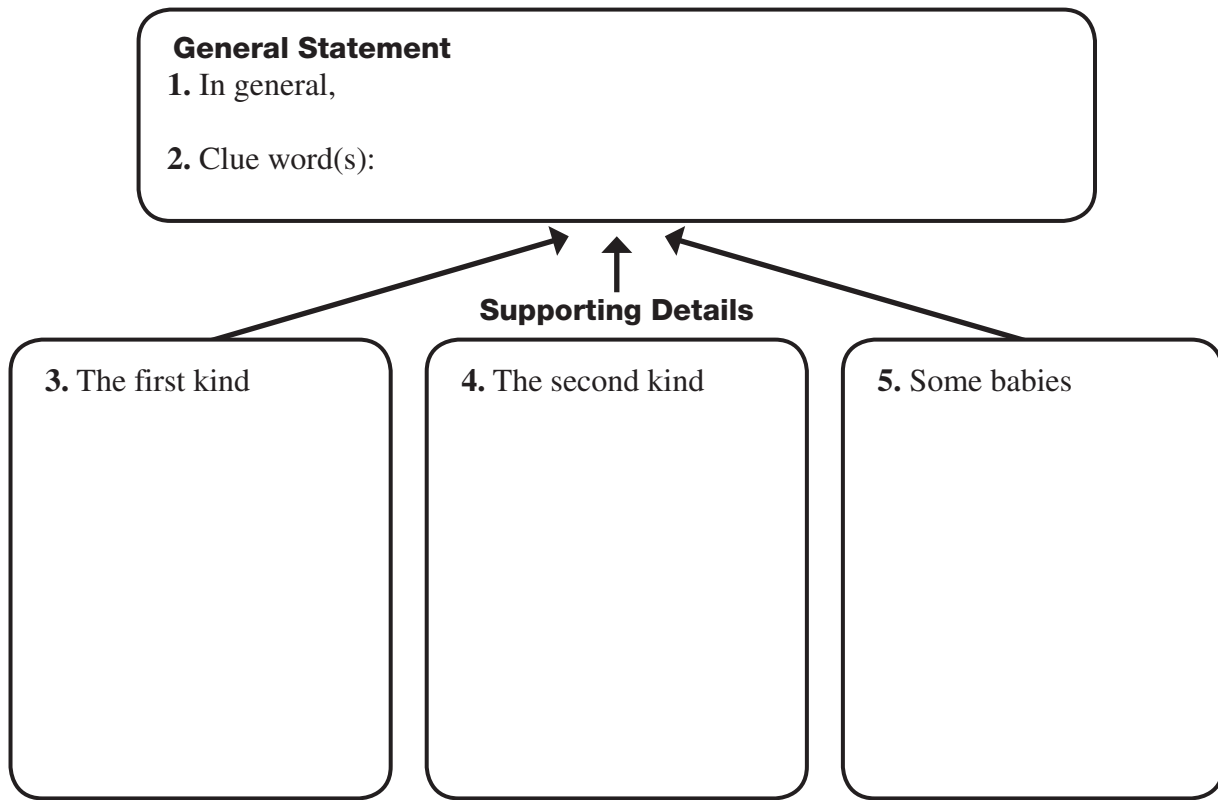 General Statement
1. In general,
2. Clue word(s):
Supporting Details
3. The first kind
4. The second kind
5. Some babies